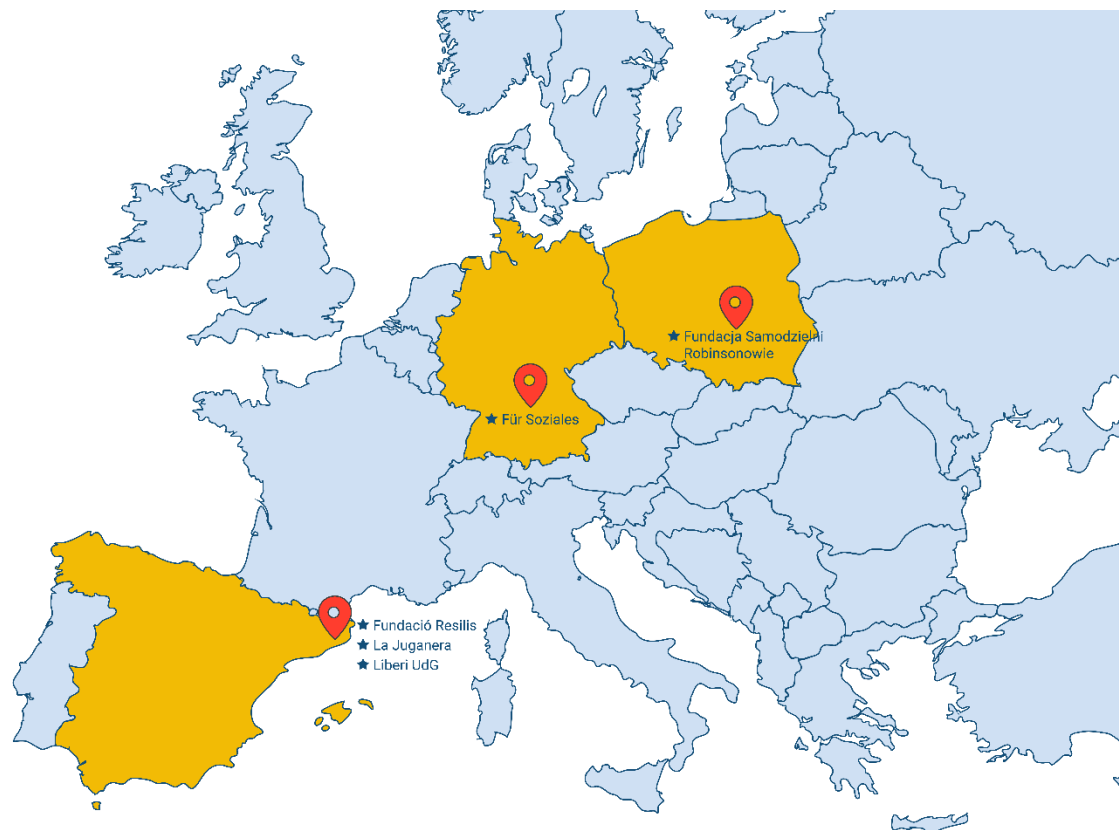 ★ Fundacja Samodzielni
Robinsonowie
★ Für Soziales
★ Fundació Resilis
★ La Juganera
★ Liberi UdG